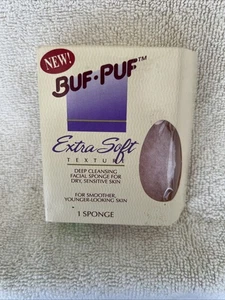 NEW!
BUF·PUF™
Extra Soft
TEXTURE
DEEP CLEANSING
FACIAL SPONGE FOR
DRY, SENSITIVE SKIN
FOR SMOOTHER,
YOUNGER-LOOKING SKIN
1 SPONGE